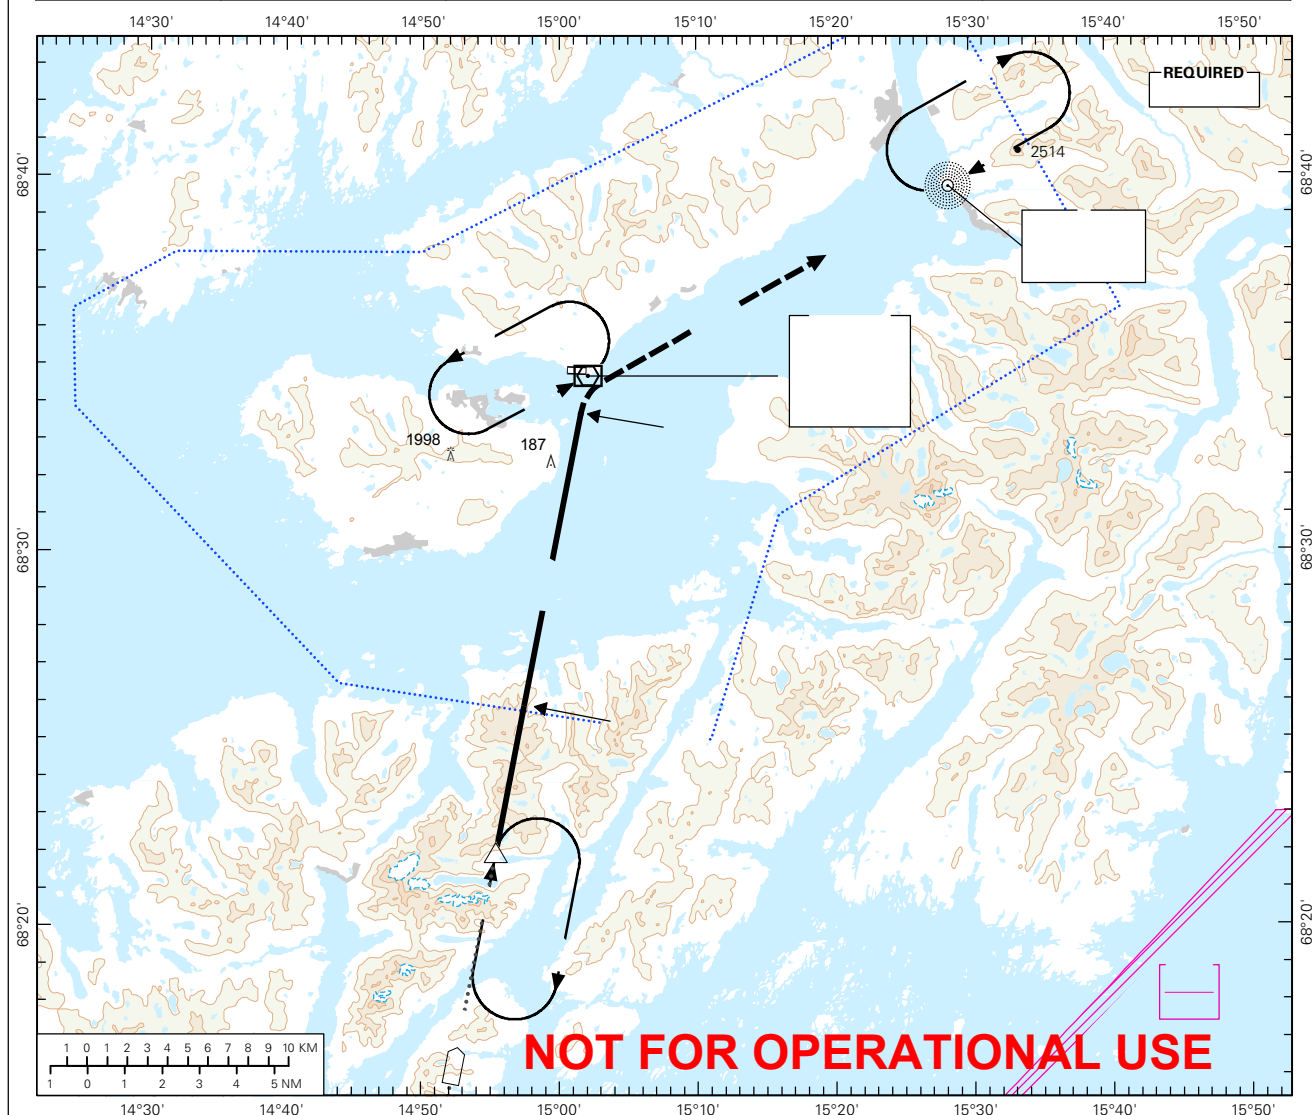 14°30' 14°40' 14°50' 15°00' 15°10' 15°20' 15°30' 15°40' 15°50'
REQUIRED
68°40' 2514 68°40'
1998 187
68°30' 68°30'
68°20' 68°20'
NOT FOR OPERATIONAL USE
1 0 1 2 3 4 5 6 7 8 9 10 KM
1 0 1 2 3 4 5 NM
14°30' 14°40' 14°50' 15°00' 15°10' 15°20' 15°30' 15°40' 15°50'